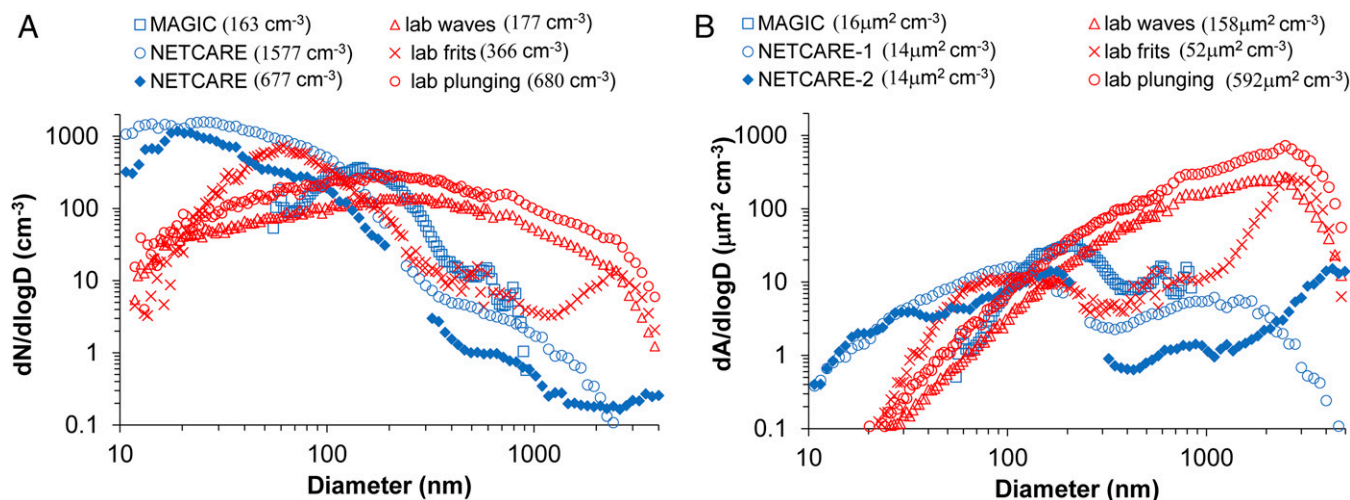 A
MAGIC (163 cm-3)
lab waves (177 cm-3)
NETCARE (1577 cm-3)
lab frits (366 cm-3)
NETCARE (677 cm-3)
lab plunging (680 cm-3)
dN/dlogD (cm-3)
1000
100
10
1
0.1
10
100
1000
Diameter (nm)
B
MAGIC (16μm2 cm-3)
lab waves (158μm2 cm-3)
NETCARE-1 (14μm2 cm-3)
lab frits (52μm2 cm-3)
NETCARE-2 (14μm2 cm-3)
lab plunging (592μm2 cm-3)
dA/dlogD (μm2 cm-3)
1000
100
10
1
0.1
10
100
1000
Diameter (nm)